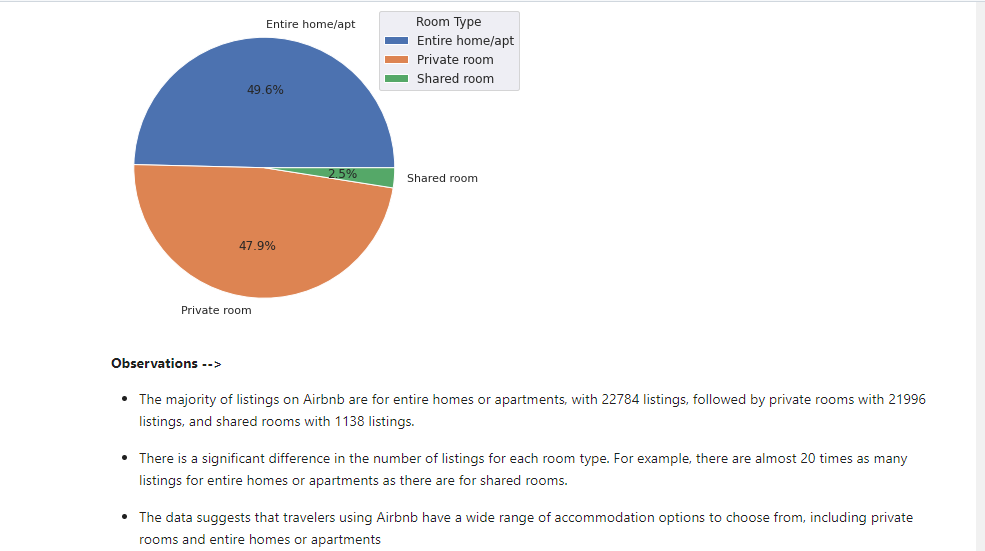 Entire home/apt
Room Type
Entire home/apt
Private room
Shared room
49.6%
2.5%
Shared room
47.9%
Private room
Observations -->
• The majority of listings on Airbnb are for entire homes or apartments, with 22784 listings, followed by private rooms with 21996
listings, and shared rooms with 1138 listings.
• There is a significant difference in the number of listings for each room type. For example, there are almost 20 times as many
listings for entire homes or apartments as there are for shared rooms.
• The data suggests that travelers using Airbnb have a wide range of accommodation options to choose from, including private
rooms and entire homes or apartments